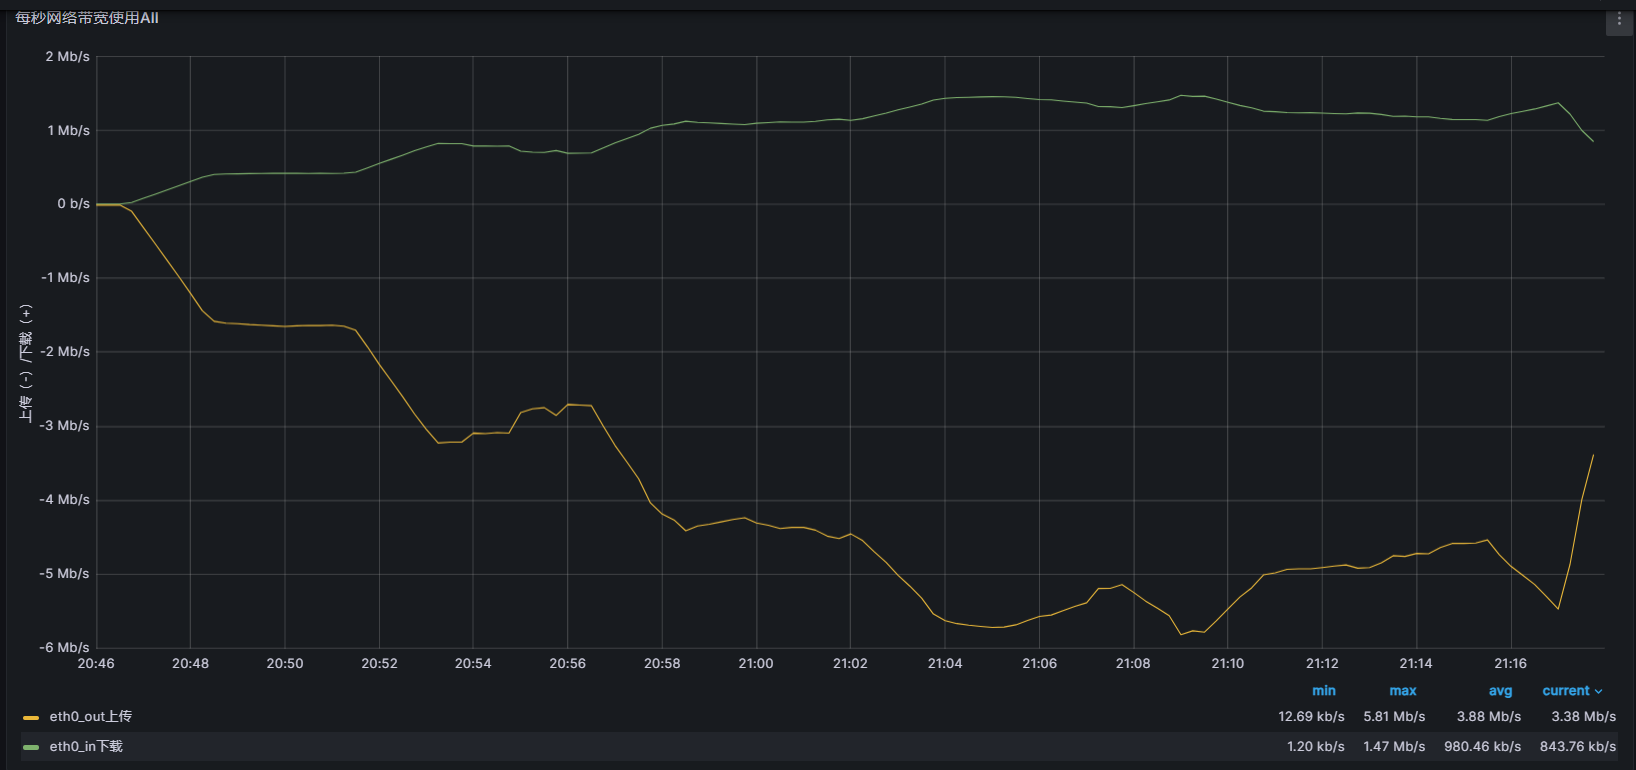 每秒网络带宽使用All
2 Mb/s
1 Mb/s
0 b/s
-1 Mb/s
-2 Mb/s
-3 Mb/s
-4 Mb/s
-5 Mb/s
-6 Mb/s
上传（-）/下载（+）
20:46 20:48 20:50 20:52 20:54 20:56 20:58 21:00 21:02 21:04 21:06 21:08 21:10 21:12 21:14 21:16
min max avg current
eth0_out上传 12.69 kb/s 5.81 Mb/s 3.88 Mb/s 3.38 Mb/s
eth0_in下载 1.20 kb/s 1.47 Mb/s 980.46 kb/s 843.76 kb/s